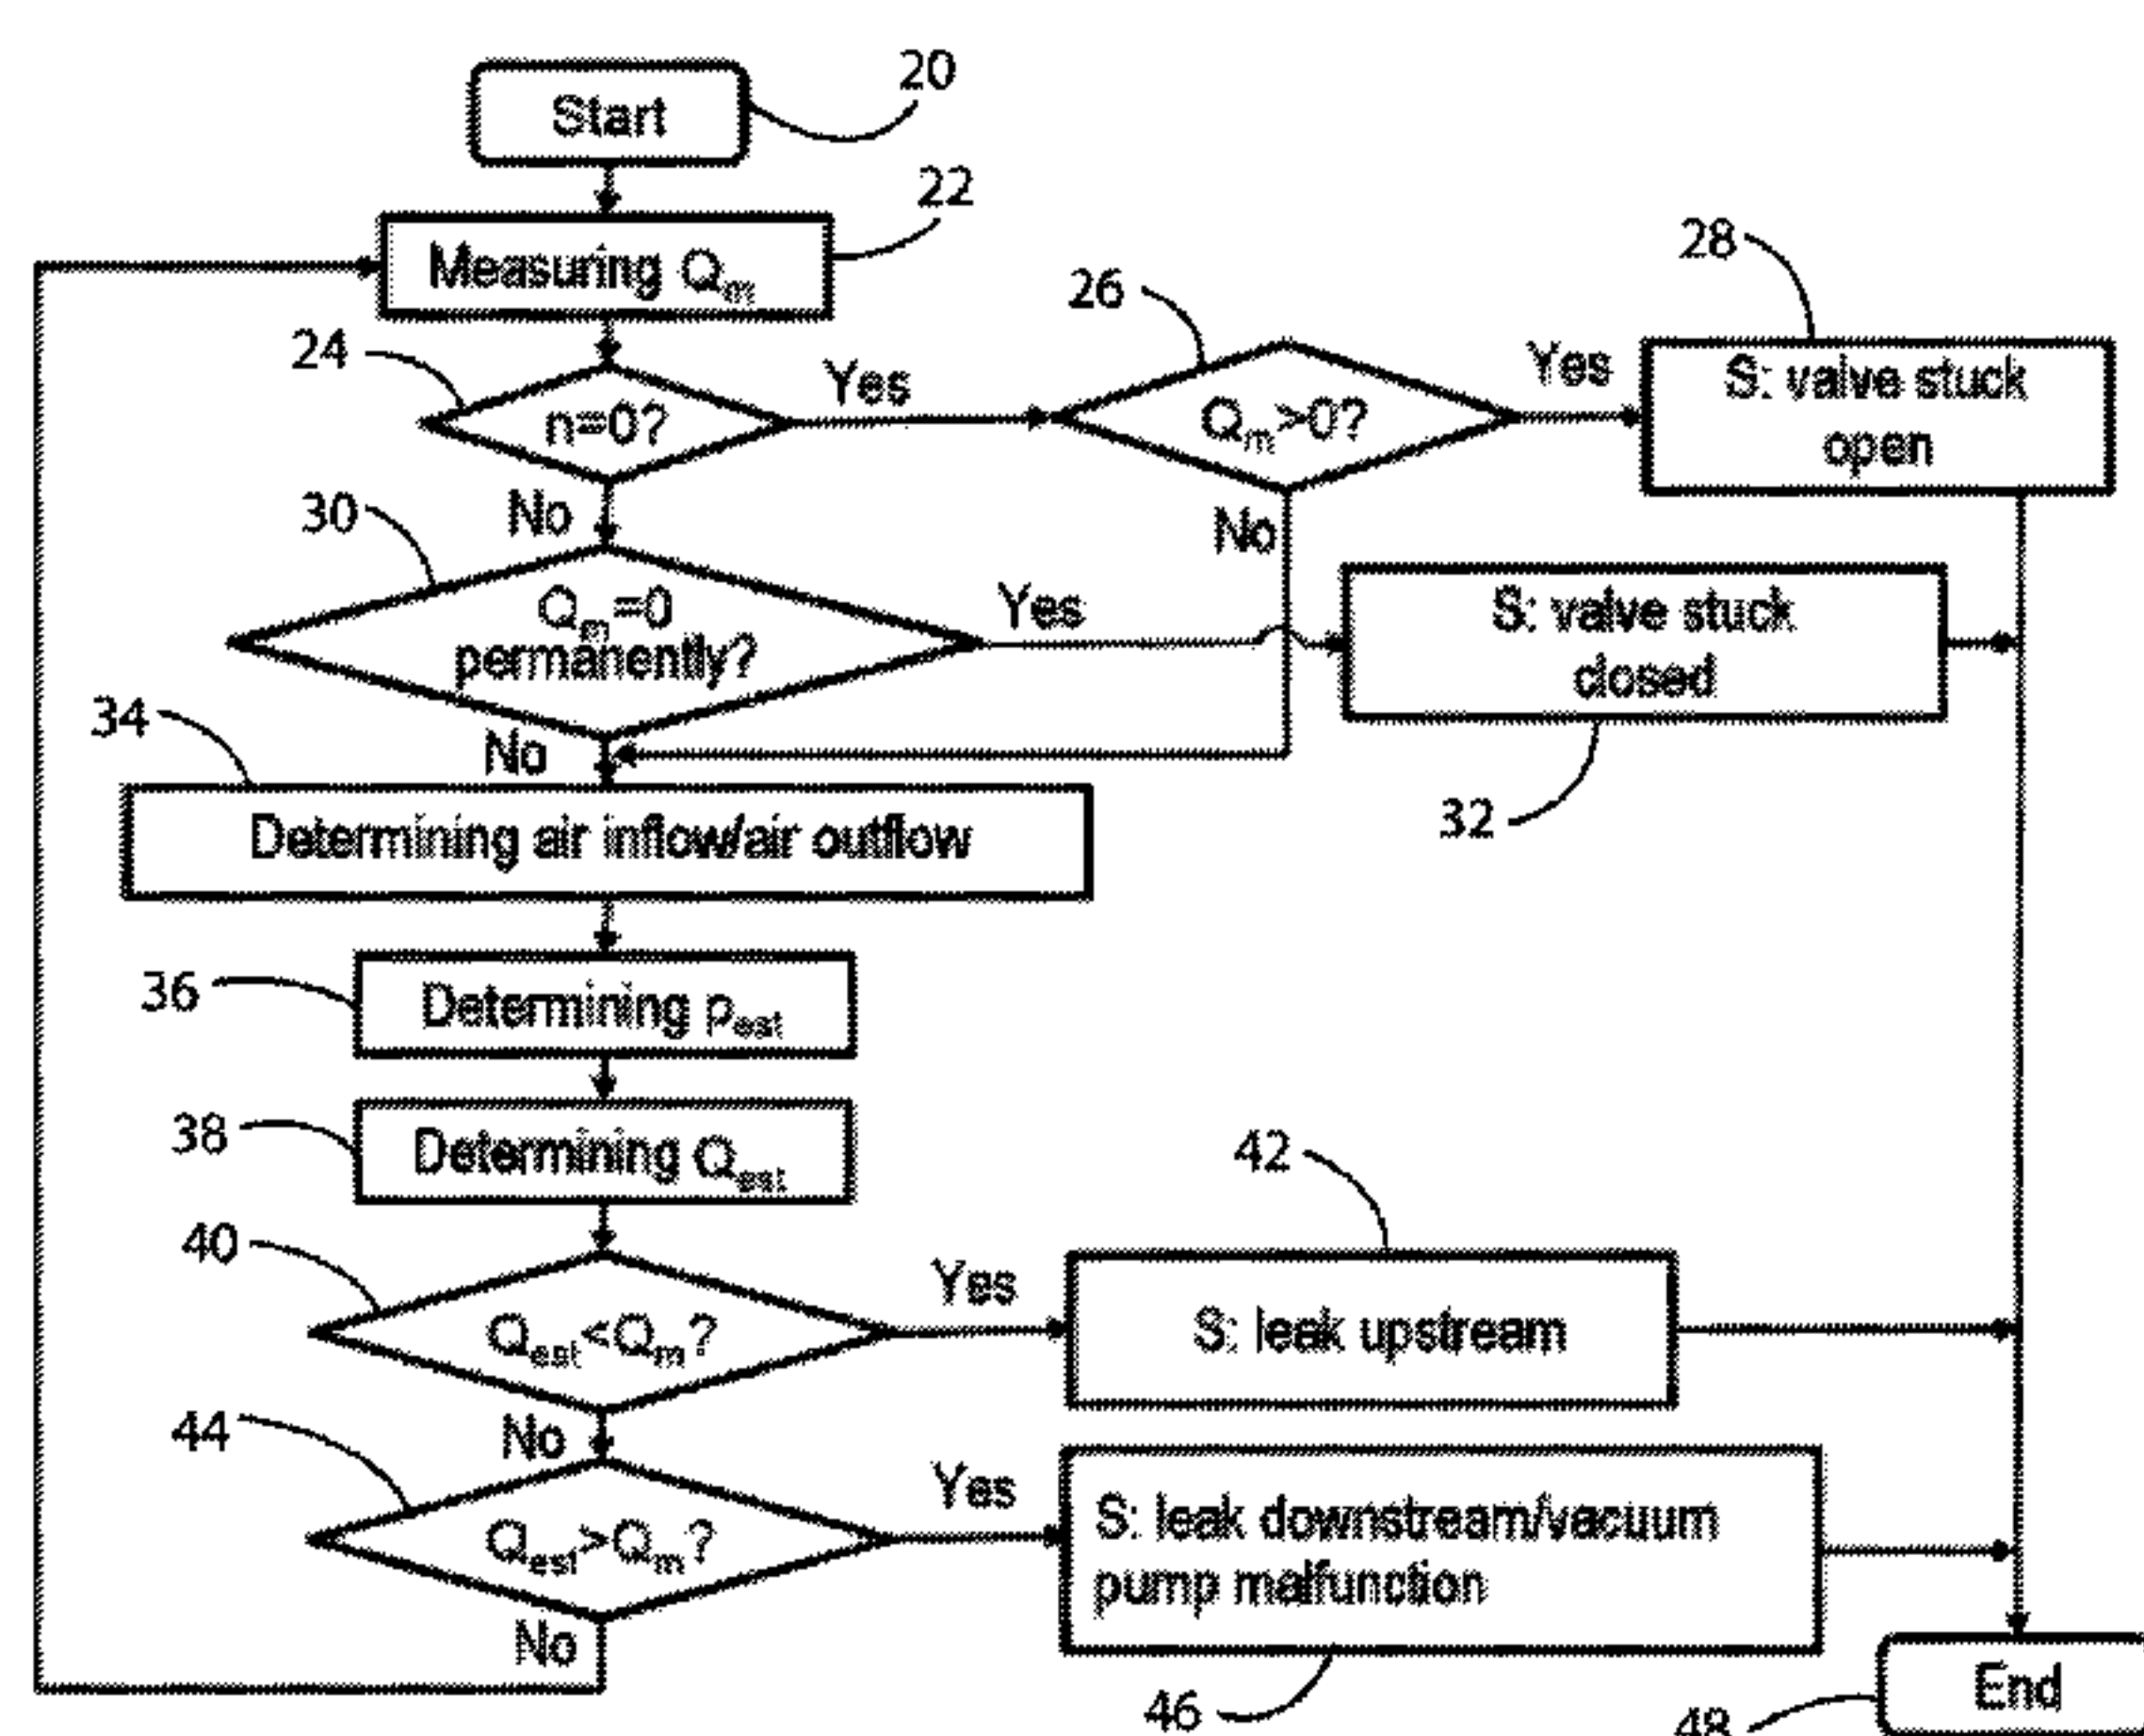 Start
20
22
Measuring Qm
28
26
24
n=0?
Yes
Qm>0?
Yes
S: valve stuck
open
No
30
No
Qm=0
permanently?
Yes
S: valve stuck
closed
34
No
32
Determining air inflow/air outflow
36
Determining pest
38
Determining Qest
42
40
Qest<Qm?
Yes
S: leak upstream
44
No
Qest>Qm?
Yes
S: leak downstream/vacuum
pump malfunction
No
46
End
48